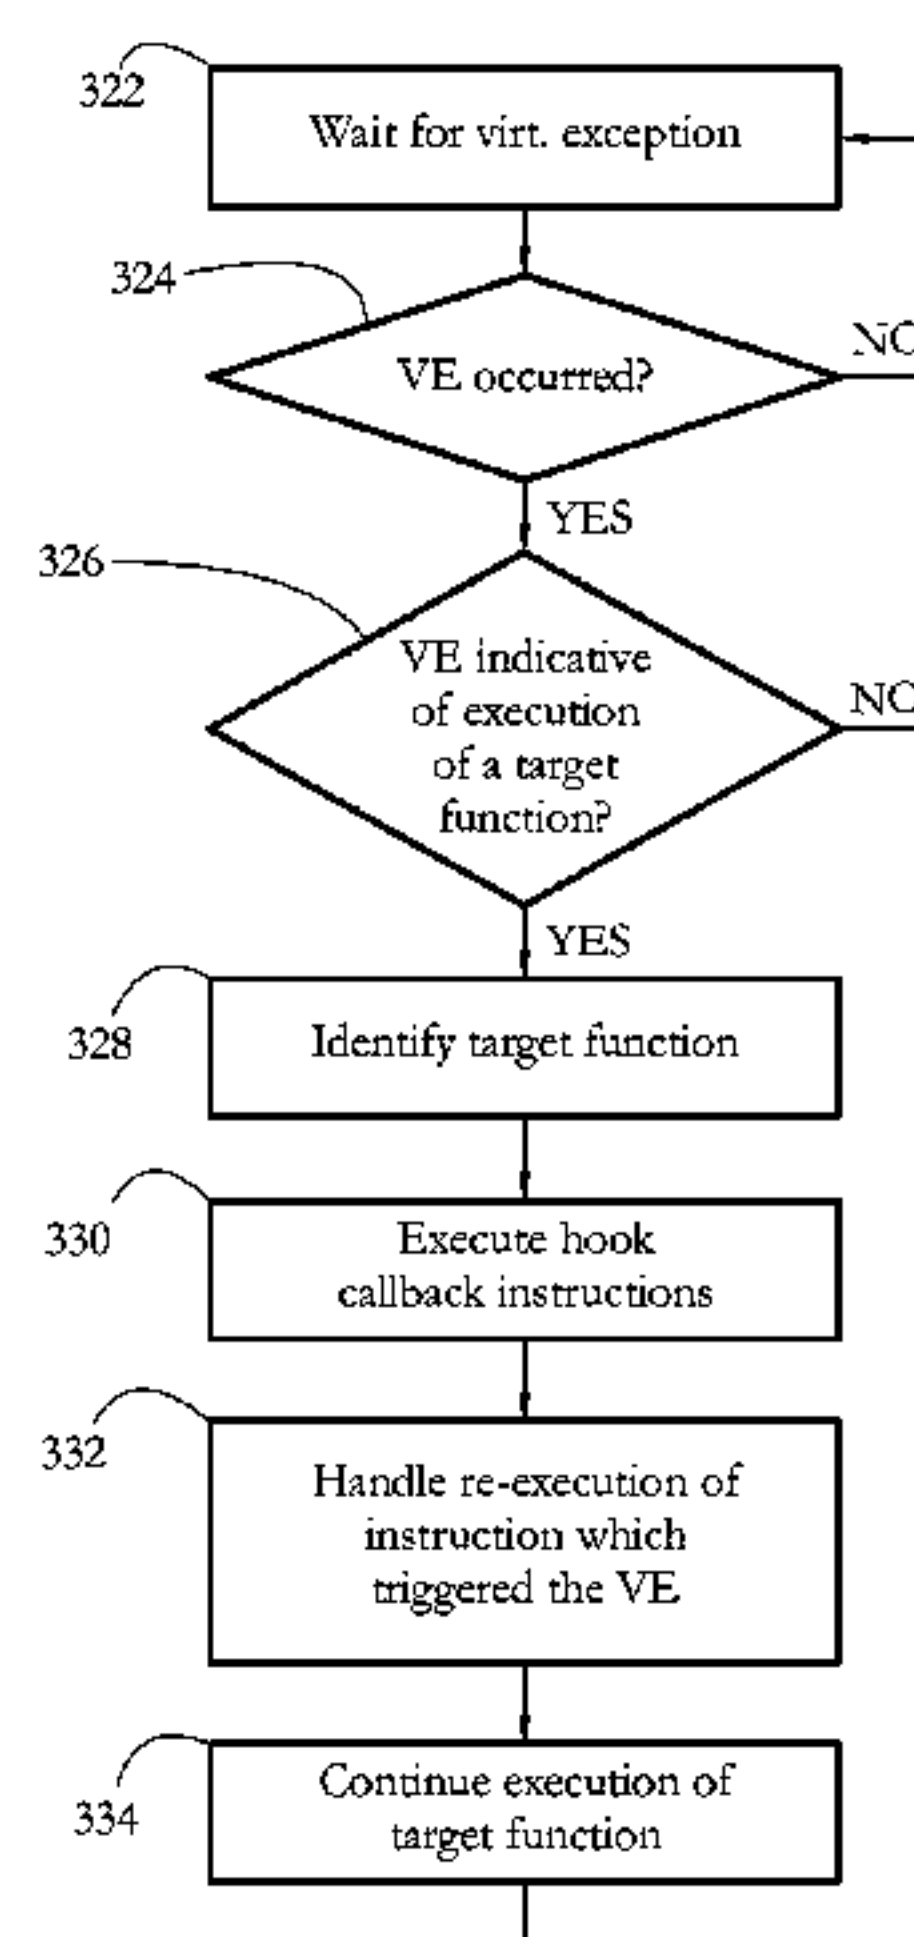 322
Wait for virt. exception
324
VE occurred?
NO
YES
326
VE indicative
of execution
of a target
function?
NO
YES
328
Identify target function
330
Execute hook
callback instructions
332
Handle re-execution of
instruction which
triggered the VE
334
Continue execution of
target function